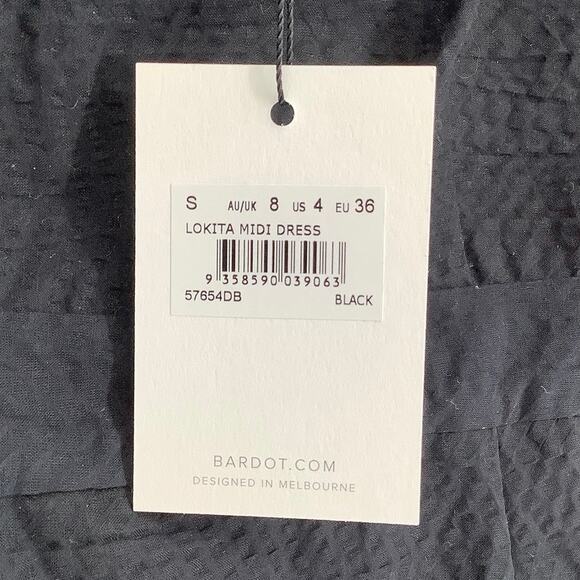 S AU/UK 8 US 4 EU 36
LOKITA MIDI DRESS
9 358590 039063
57654DB BLACK
BARDOT.COM
DESIGNED IN MELBOURNE